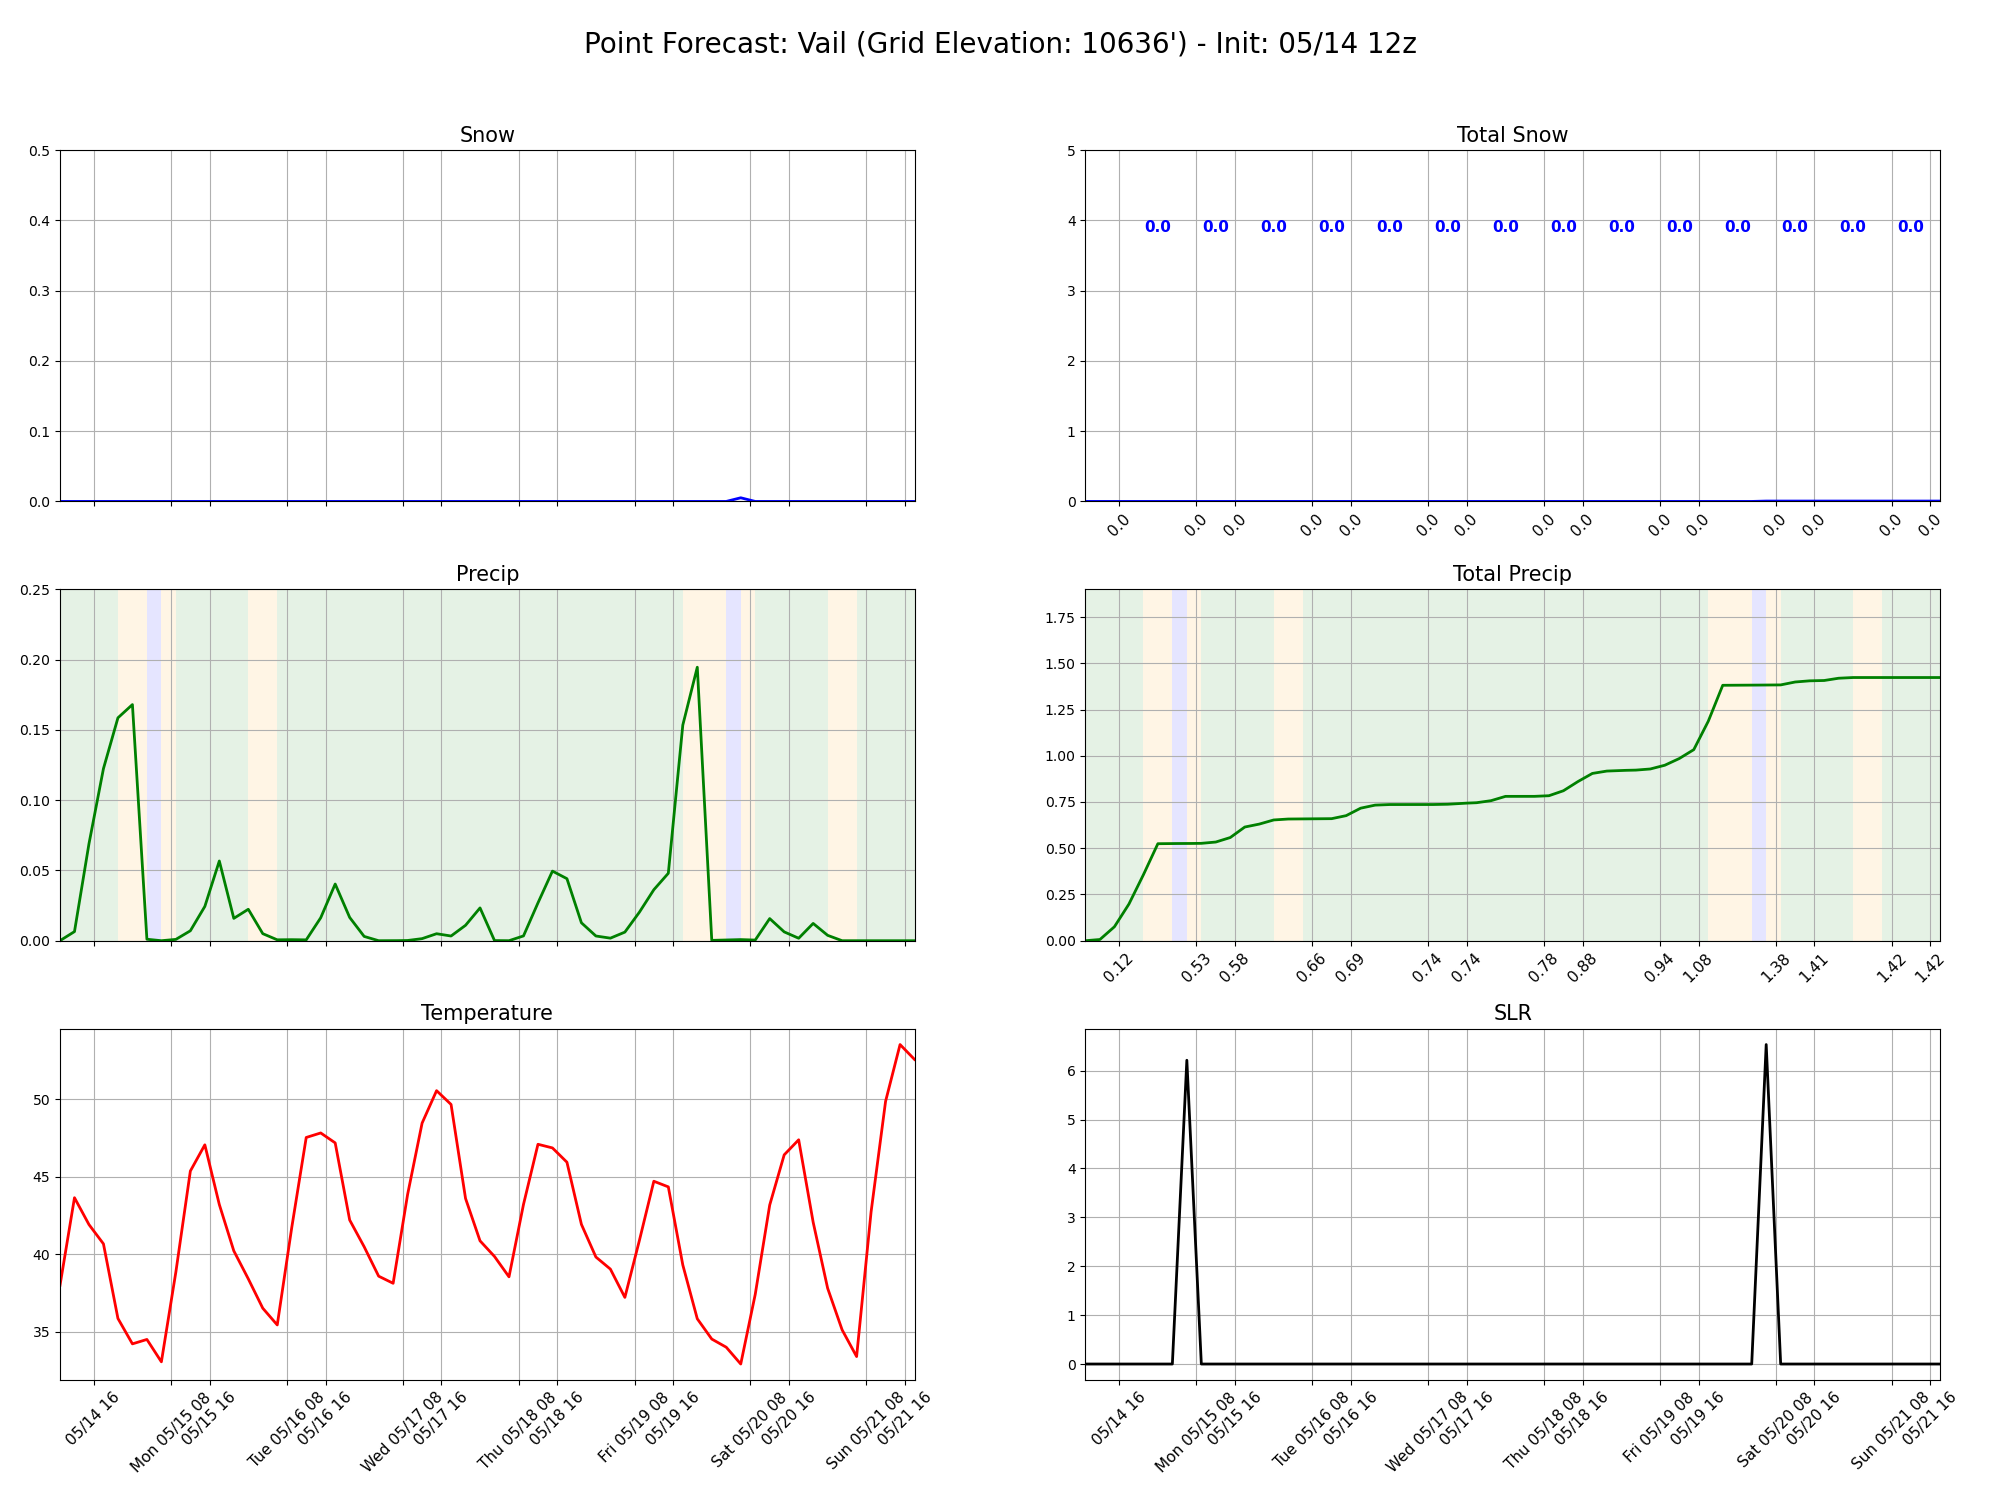 Point Forecast: Vail (Grid Elevation: 10636') - Init: 05/14 12z
Snow
0.5
0.4
0.3
0.2
0.1
0.0
Total Snow
5
4
3
2
1
0
0.0 0.0 0.0 0.0 0.0 0.0 0.0 0.0 0.0 0.0 0.0 0.0 0.0 0.0
0.0 0.0 0.0 0.0 0.0 0.0 0.0 0.0 0.0 0.0 0.0 0.0 0.0 0.0 0.0
Precip
0.25
0.20
0.15
0.10
0.05
0.00
Total Precip
1.75
1.50
1.25
1.00
0.75
0.50
0.25
0.00
0.12 0.53 0.58 0.66 0.69 0.74 0.74 0.78 0.88 0.94 1.08 1.38 1.41 1.42 1.42
Temperature
50
45
40
35
05/14 16
Mon 05/15 08
05/15 16
Tue 05/16 08
05/16 16
Wed 05/17 08
05/17 16
Thu 05/18 08
05/18 16
Fri 05/19 08
05/19 16
Sat 05/20 08
05/20 16
Sun 05/21 08
05/21 16
SLR
6
5
4
3
2
1
0
05/14 16
Mon 05/15 08
05/15 16
Tue 05/16 08
05/16 16
Wed 05/17 08
05/17 16
Thu 05/18 08
05/18 16
Fri 05/19 08
05/19 16
Sat 05/20 08
05/20 16
Sun 05/21 08
05/21 16